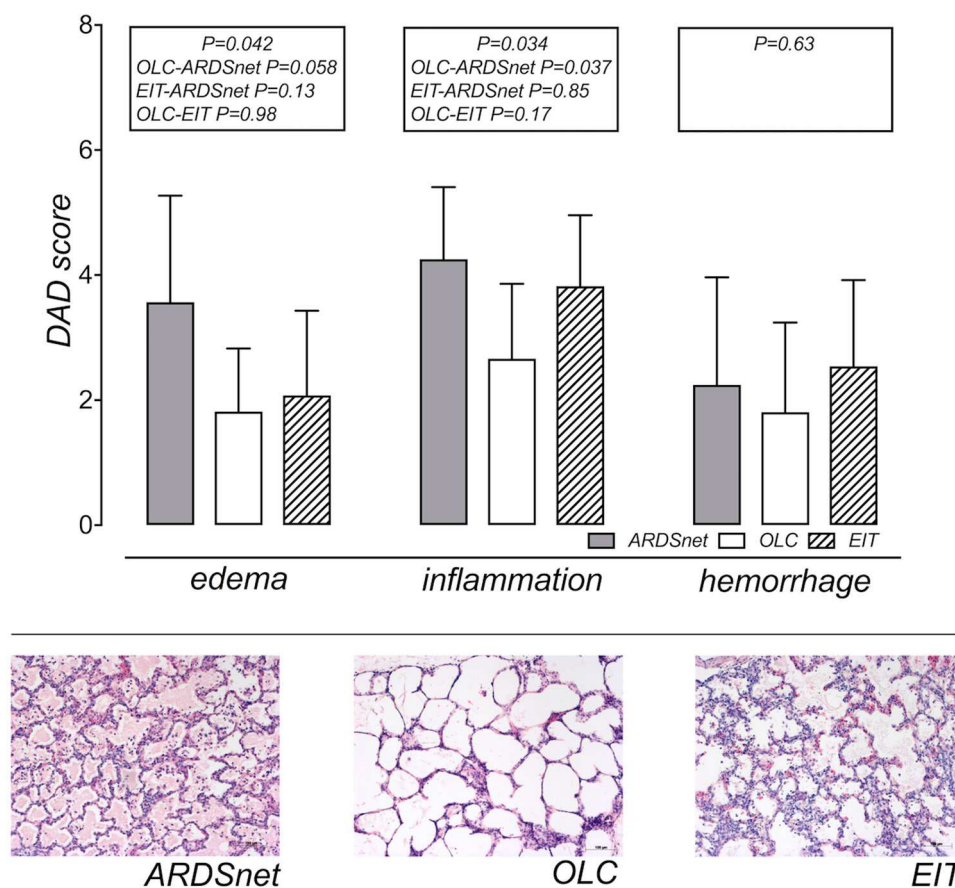 8
6
4
2
0
DAD score
P=0.042
OLC-ARDSnet P=0.058
EIT-ARDSnet P=0.13
OLC-EIT P=0.98
P=0.034
OLC-ARDSnet P=0.037
EIT-ARDSnet P=0.85
OLC-EIT P=0.17
P=0.63
ARDSnet OLC EIT
edema inflammation hemorrhage
ARDSnet OLC EIT